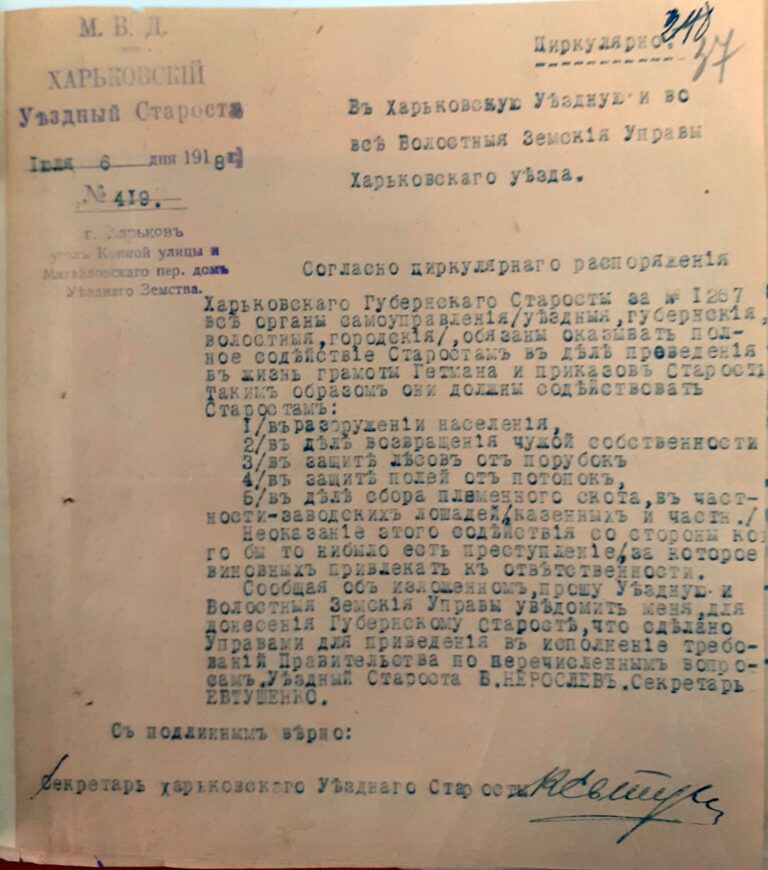 М. В. Д.
ХАРЬКОВСКІЙ
Уѣздный Староста
Іюля 6 дня 1918 г.
№ 419.
г. Харьковъ
уголъ Конной улицы и
Михайловскаго пер. домъ
Уѣзднаго Земства.
248
37
Циркулярно.
Въ Харьковскую Уѣздную и во
всѣ Волостныя Земскія Управы
Харьковскаго уѣзда.
Согласно циркулярнаго распоряженія
Харьковскаго Губернскаго Старосты за № 1267
всѣ органы самоуправленія/уѣздныя,губернскія,
волостныя,городскія/,обязаны оказывать пол-
ное содѣйствіе Старостамъ въ дѣлѣ преведенія
въ жизнь грамоты Гетмана и приказовъ Старость
Такимъ образомъ они должны содѣйствовать
Старостамъ:
1/въ разоруженіи населенія,
2/въ дѣлѣ возвращенія чужой собственности
3/въ защитѣ лѣсовъ отъ порубокъ
4/въ защитѣ полей отъ потопокъ,
5/въ дѣлѣ сбора племенного скота,въ част-
ности-заводскихъ лошадей/казенныхъ и частн./
Неоказаніе этого содѣйствія со стороны ко
го бы то нибыло есть преступленіе,за которое
виновныхъ привлекать къ отвѣтственности.
Сообщая объ изложенномъ,прошу Уѣздную и
Волостныя Земскія Управы увѣдомить меня,для
донесенія Губернскому Старостѣ,что сдѣлано
Управами для приведенія въ исполненіе требо-
ваній Правительства по перечисленнымъ вопро-
самъ.Уѣздный Староста В.НЕРОСЛЕВЪ.Секретарь
ЕВТУШЕНКО.
Съ подлиннымъ вѣрно:
Секретарь Харьковскаго Уѣзднаго Старосты